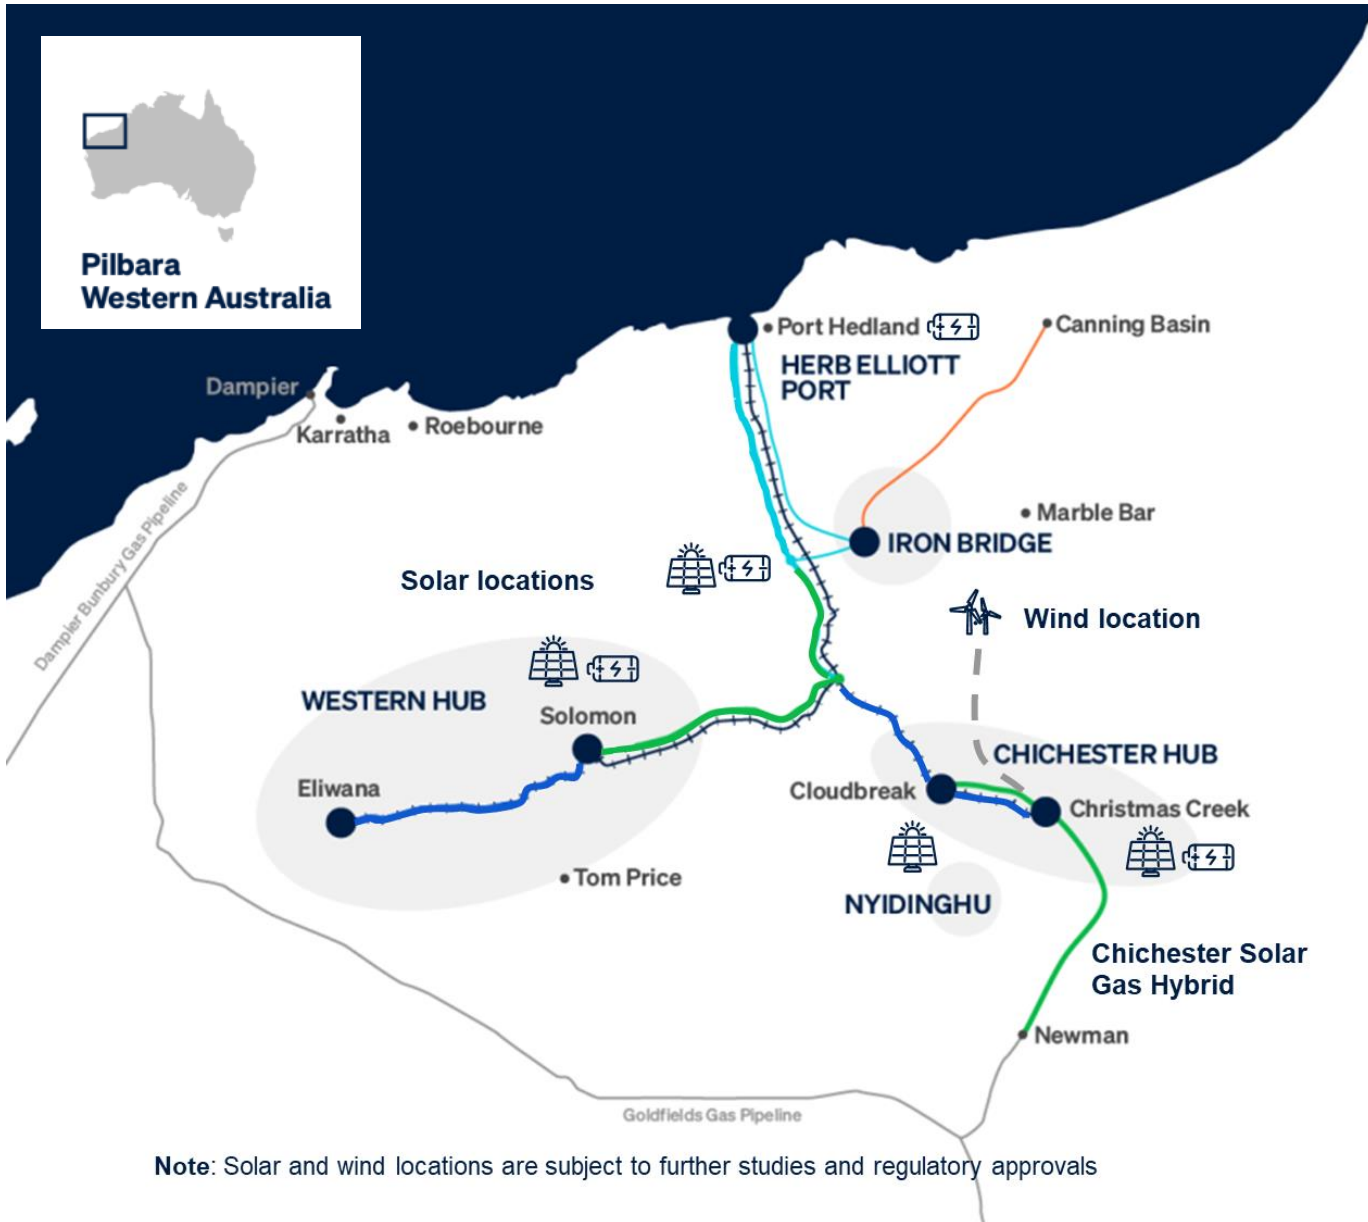 Pilbara
Western Australia
Port Hedland
Canning Basin
HERB ELLIOTT
PORT
Dampier
Karratha
Roebourne
Dampier Bunbury Gas Pipeline
Marble Bar
IRON BRIDGE
Solar locations
Wind location
WESTERN HUB
Solomon
CHICHESTER HUB
Eliwana
Cloudbreak
Christmas Creek
Tom Price
NYIDINGHU
Chichester Solar
Gas Hybrid
Newman
Goldfields Gas Pipeline
Note: Solar and wind locations are subject to further studies and regulatory approvals